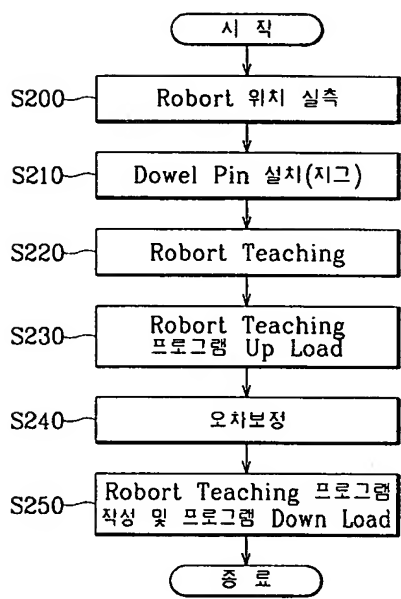 시 작
S200
Robort 위치 실측
S210
Dowel Pin 설치(지그)
S220
Robort Teaching
S230
Robort Teaching
프로그램 Up Load
S240
오차보정
S250
Robort Teaching 프로그램
작성 및 프로그램 Down Load
종 료